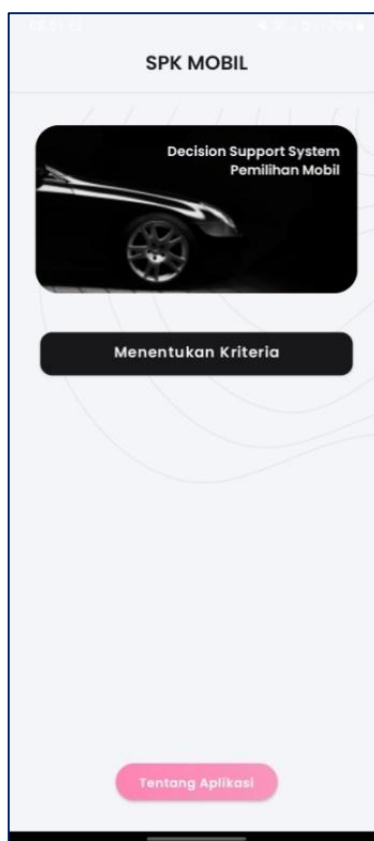 SPK MOBIL
Decision Support System
Pemilihan Mobil
Menentukan Kriteria
Tentang Aplikasi